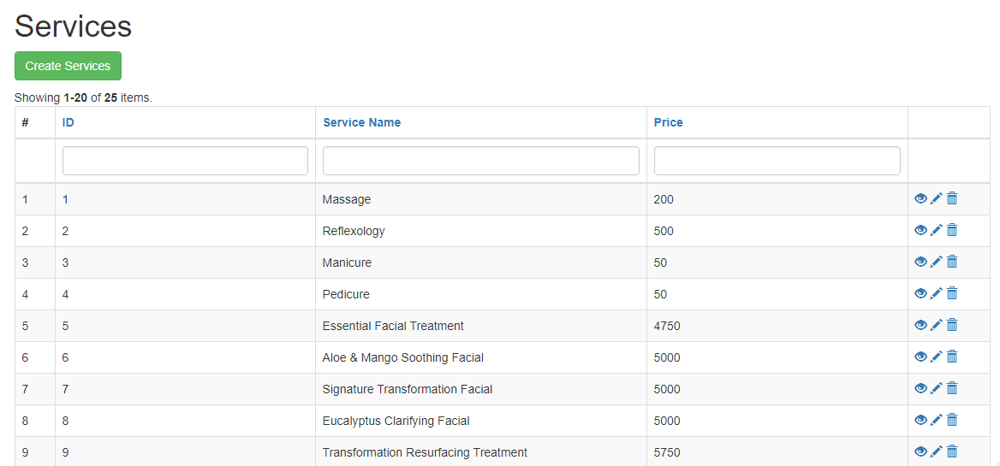 Services
Create Services
Showing 1-20 of 25 items.
# ID Service Name Price
1 1 Massage 200
2 2 Reflexology 500
3 3 Manicure 50
4 4 Pedicure 50
5 5 Essential Facial Treatment 4750
6 6 Aloe & Mango Soothing Facial 5000
7 7 Signature Transformation Facial 5000
8 8 Eucalyptus Clarifying Facial 5000
9 9 Transformation Resurfacing Treatment 5750